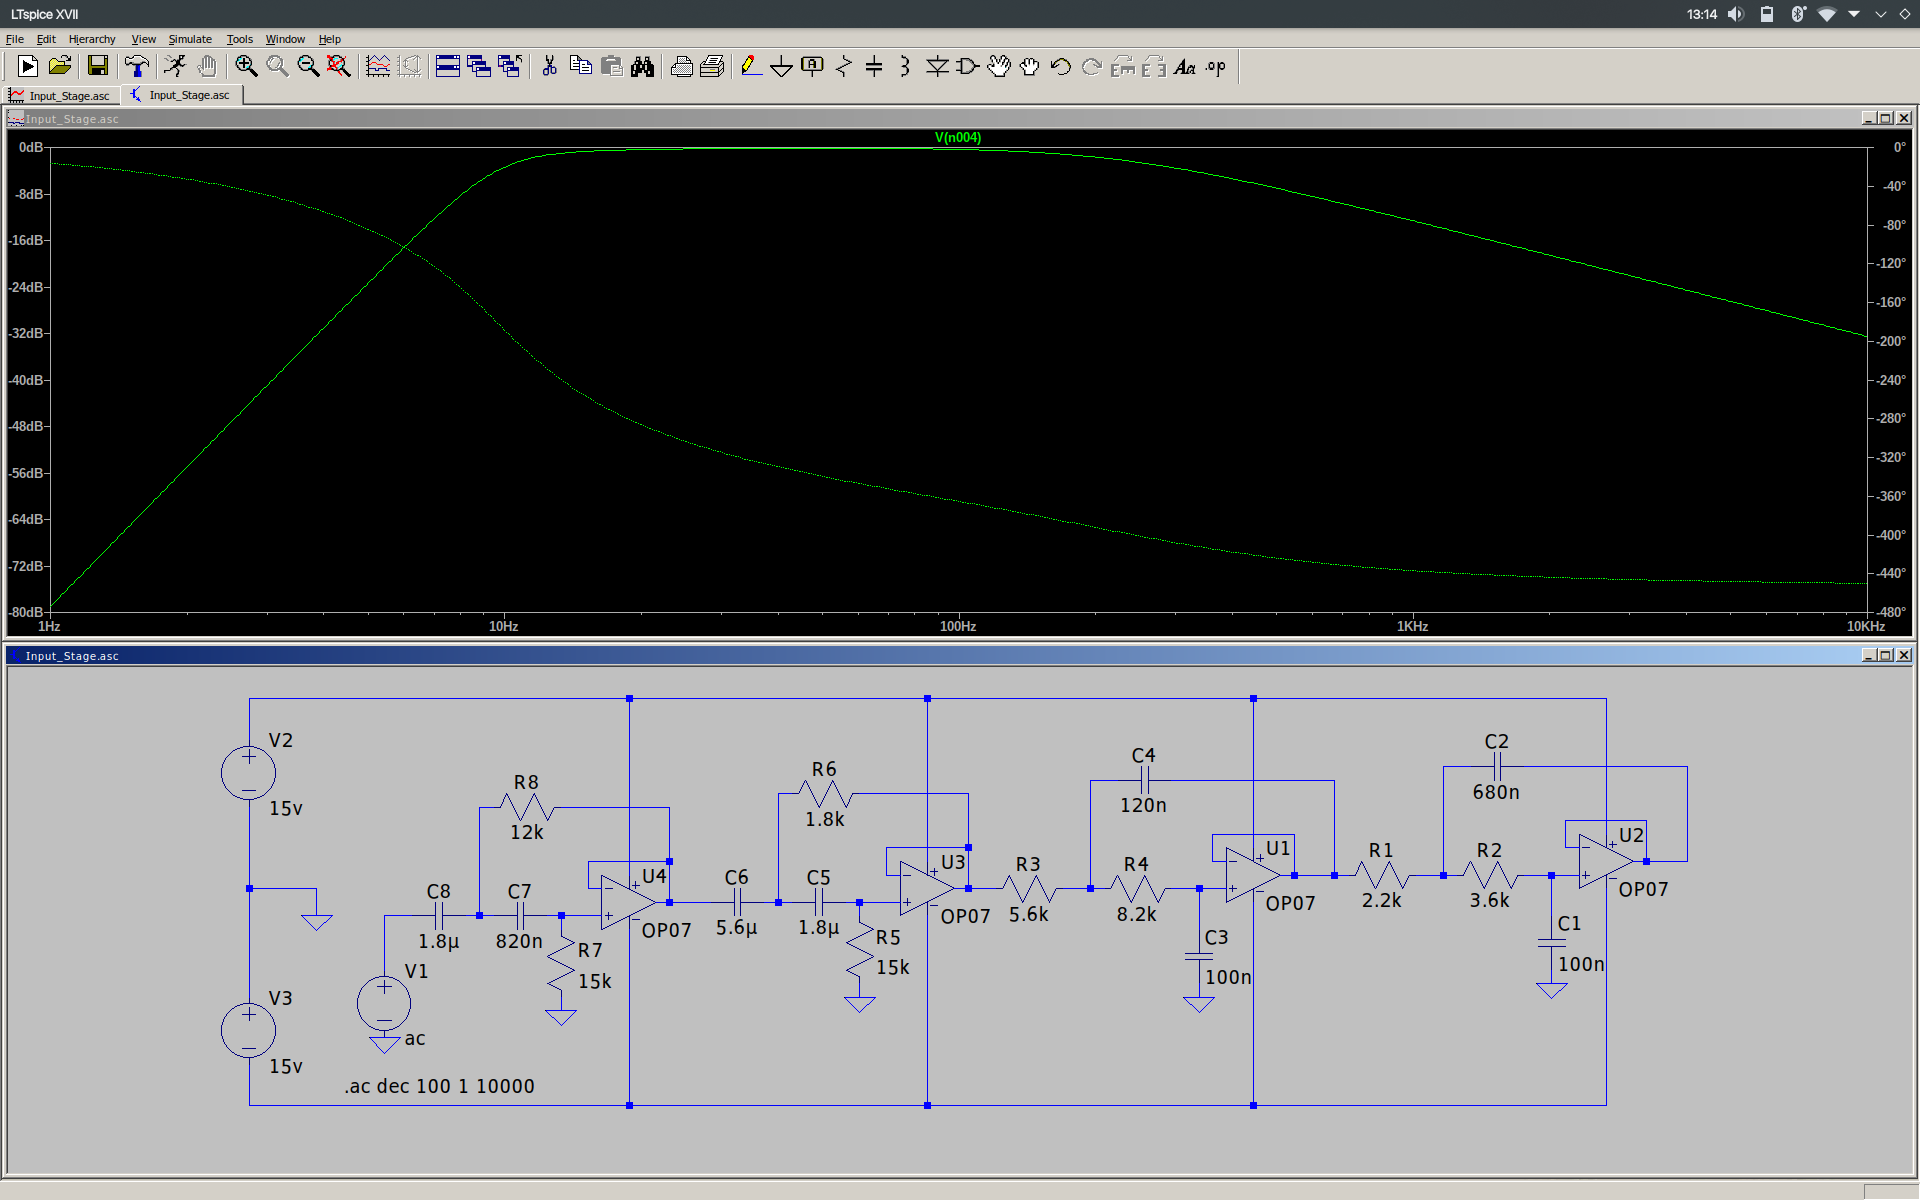 LTspice XVII
13:14
File Edit Hierarchy View Simulate Tools Window Help
Input_Stage.asc
Input_Stage.asc
Input_Stage.asc
V(n004)
0dB
-8dB
-16dB
-24dB
-32dB
-40dB
-48dB
-56dB
-64dB
-72dB
-80dB
0°
-40°
-80°
-120°
-160°
-200°
-240°
-280°
-320°
-360°
-400°
-440°
-480°
1Hz 10Hz 100Hz 1KHz 10KHz
Input_Stage.asc
V2
15v
V3
15v
V1
ac
.ac dec 100 1 10000
C8
1.8µ
R8
12k
C7
820n
R7
15k
U4
OP07
C6
5.6µ
R6
1.8k
C5
1.8µ
R5
15k
U3
OP07
R3
5.6k
C4
120n
R4
8.2k
C3
100n
U1
OP07
R1
2.2k
C2
680n
R2
3.6k
C1
100n
U2
OP07